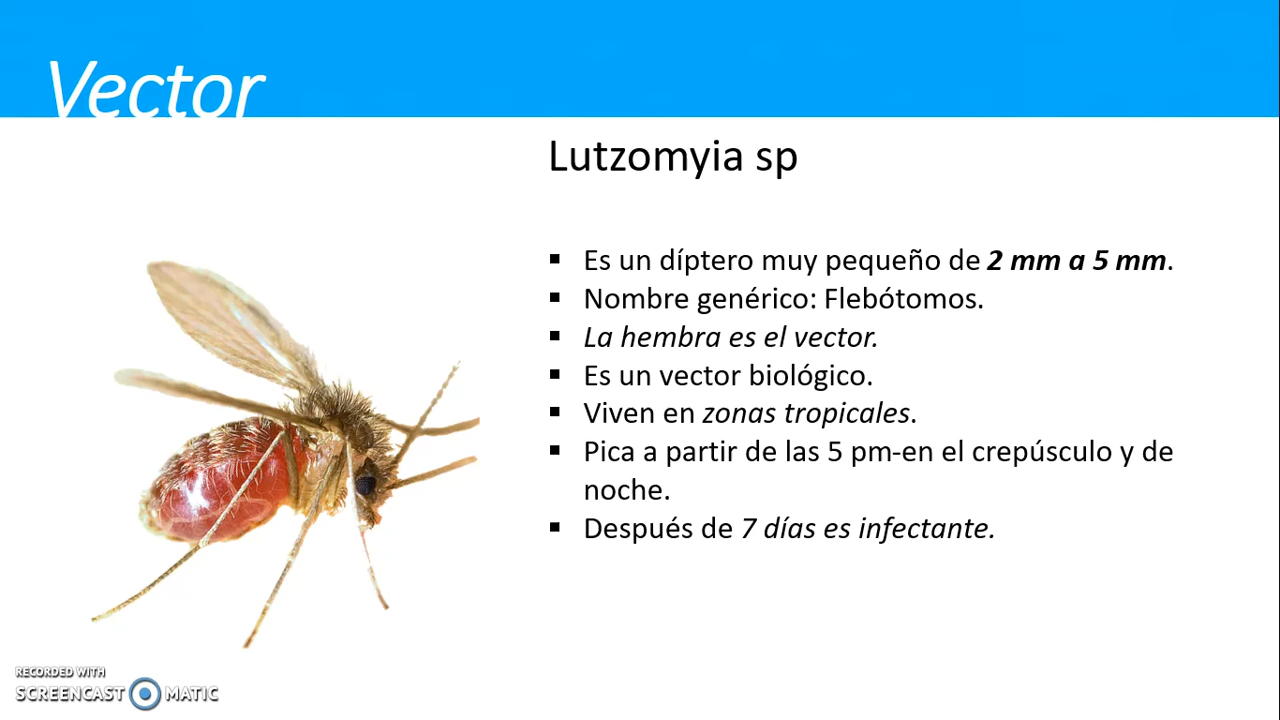 Vector
Lutzomyia sp
▪ Es un díptero muy pequeño de 2 mm a 5 mm.
▪ Nombre genérico: Flebótomos.
▪ La hembra es el vector.
▪ Es un vector biológico.
▪ Viven en zonas tropicales.
▪ Pica a partir de las 5 pm-en el crepúsculo y de
noche.
▪ Después de 7 días es infectante.
RECORDED WITH
SCREENCAST MATIC